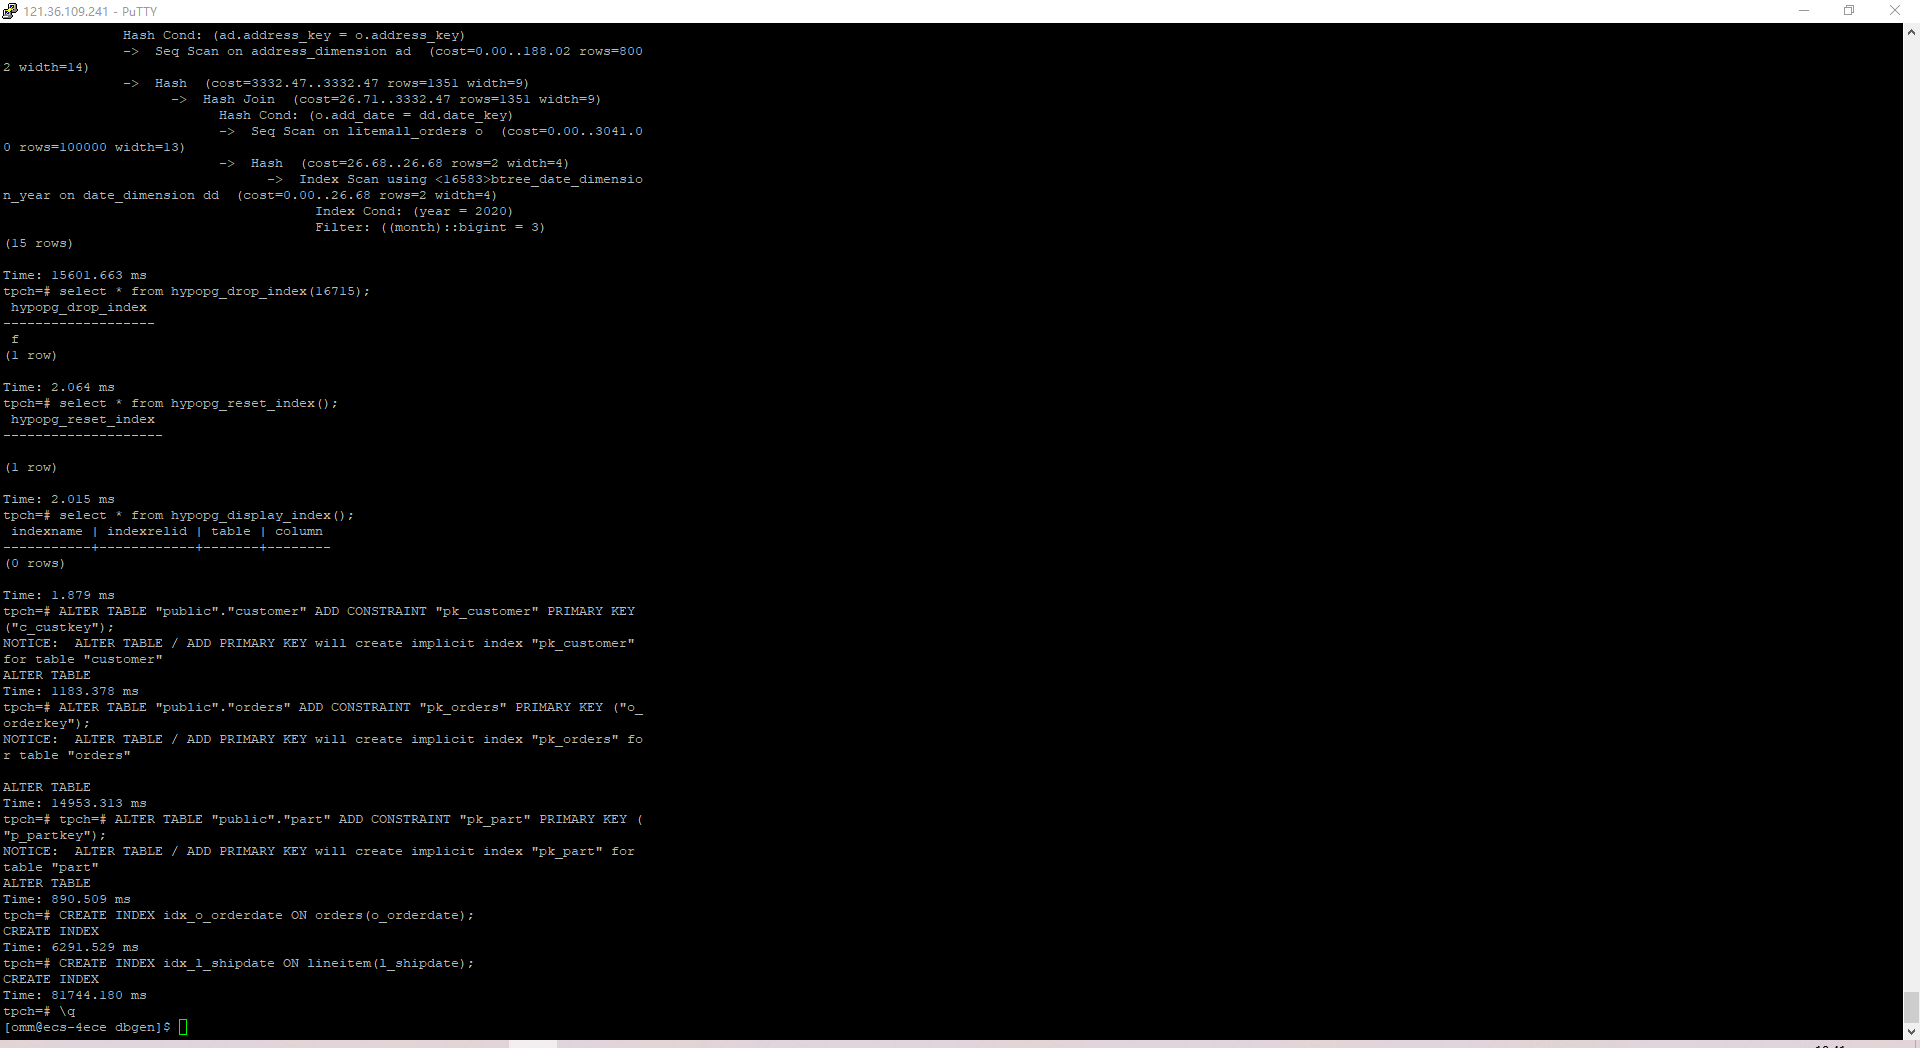 121.36.109.241 - PuTTY
Hash Cond: (ad.address_key = o.address_key)
->  Seq Scan on address_dimension ad  (cost=0.00..188.02 rows=800
2 width=14)
->  Hash  (cost=3332.47..3332.47 rows=1351 width=9)
->  Hash Join  (cost=26.71..3332.47 rows=1351 width=9)
Hash Cond: (o.add_date = dd.date_key)
->  Seq Scan on litemall_orders o  (cost=0.00..3041.0
0 rows=100000 width=13)
->  Hash  (cost=26.68..26.68 rows=2 width=4)
->  Index Scan using <16583>btree_date_dimensio
n_year on date_dimension dd  (cost=0.00..26.68 rows=2 width=4)
Index Cond: (year = 2020)
Filter: ((month)::bigint = 3)
(15 rows)
Time: 15601.663 ms
tpch=# select * from hypopg_drop_index(16715);
hypopg_drop_index
-------------------
f
(1 row)
Time: 2.064 ms
tpch=# select * from hypopg_reset_index();
hypopg_reset_index
--------------------
(1 row)
Time: 2.015 ms
tpch=# select * from hypopg_display_index();
indexname | indexrelid | table | column
-----------+------------+-------+--------
(0 rows)
Time: 1.879 ms
tpch=# ALTER TABLE "public"."customer" ADD CONSTRAINT "pk_customer" PRIMARY KEY
("c_custkey");
NOTICE:  ALTER TABLE / ADD PRIMARY KEY will create implicit index "pk_customer"
for table "customer"
ALTER TABLE
Time: 1183.378 ms
tpch=# ALTER TABLE "public"."orders" ADD CONSTRAINT "pk_orders" PRIMARY KEY ("o_
orderkey");
NOTICE:  ALTER TABLE / ADD PRIMARY KEY will create implicit index "pk_orders" fo
r table "orders"
ALTER TABLE
Time: 14953.313 ms
tpch=# tpch=# ALTER TABLE "public"."part" ADD CONSTRAINT "pk_part" PRIMARY KEY (
"p_partkey");
NOTICE:  ALTER TABLE / ADD PRIMARY KEY will create implicit index "pk_part" for
table "part"
ALTER TABLE
Time: 890.509 ms
tpch=# CREATE INDEX idx_o_orderdate ON orders(o_orderdate);
CREATE INDEX
Time: 6291.529 ms
tpch=# CREATE INDEX idx_l_shipdate ON lineitem(l_shipdate);
CREATE INDEX
Time: 81744.180 ms
tpch=# \q
[omm@ecs-4ece dbgen]$